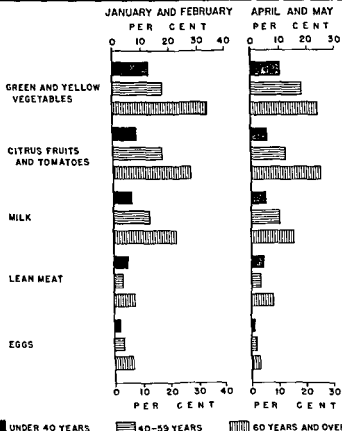 JANUARY AND FEBRUARY APRIL AND MAY
PER CENT PER CENT
0 10 20 30 40 0 10 20 30
GREEN AND YELLOW
VEGETABLES
CITRUS FRUITS
AND TOMATOES
MILK
LEAN MEAT
EGGS
0 10 20 30 40 0 10 20 30
PER CENT PER CENT
UNDER 40 YEARS 40-59 YEARS 60 YEARS AND OVER